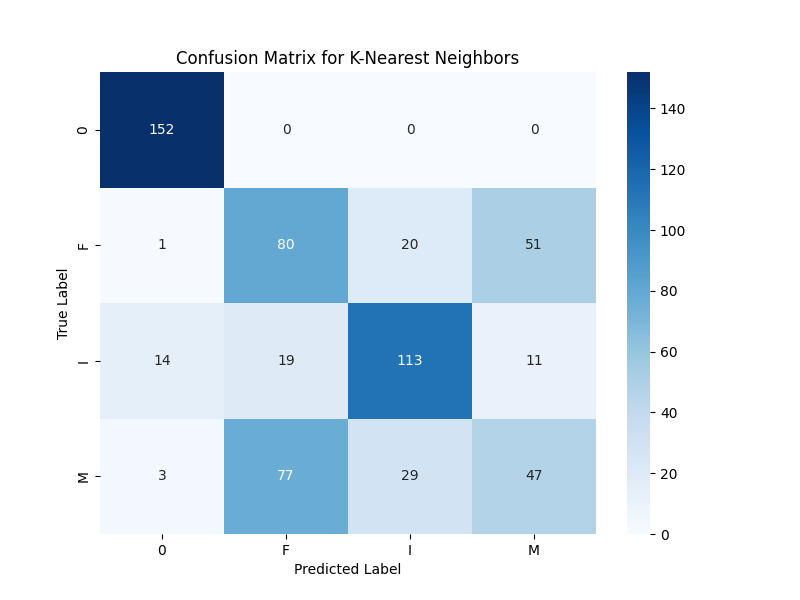 Confusion Matrix for K-Nearest Neighbors
0 152 0 0 0
F 1 80 20 51
I 14 19 113 11
M 3 77 29 47
0 F I M
Predicted Label
True Label
140
120
100
80
60
40
20
0